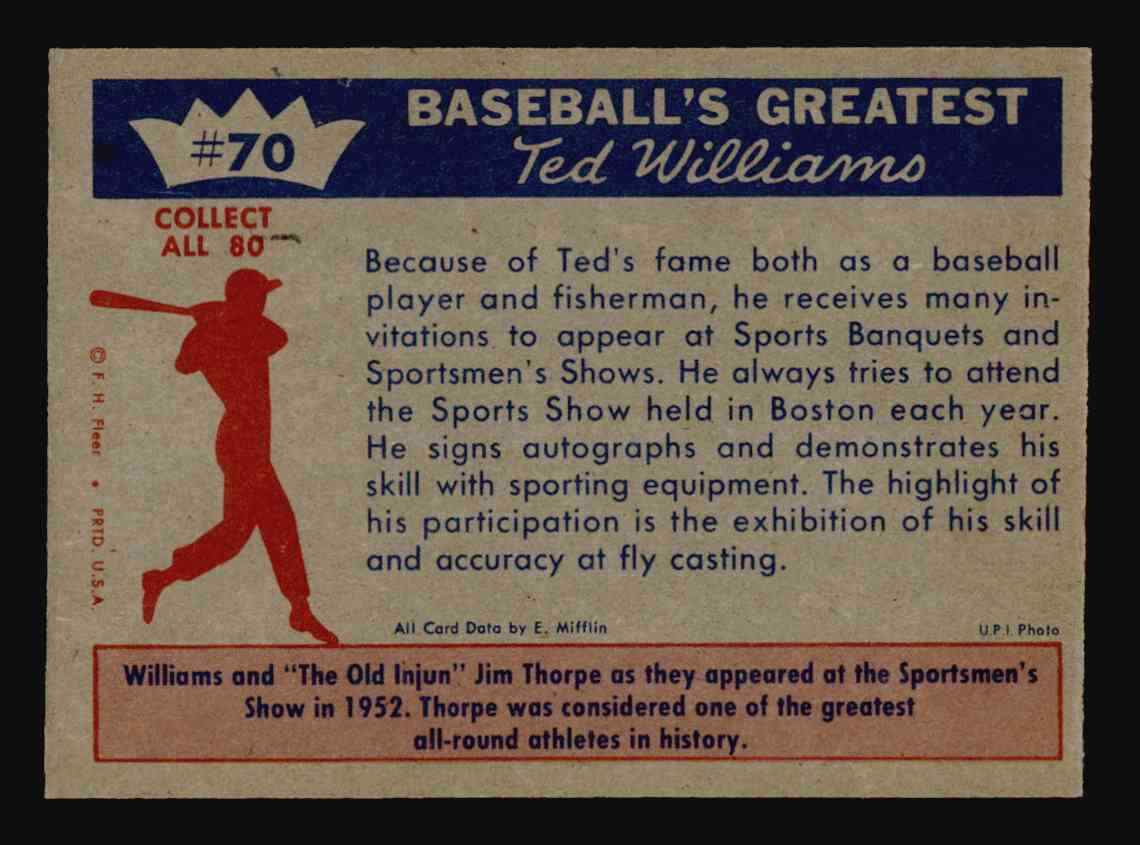 #70
BASEBALL'S GREATEST
Ted Williams
COLLECT
ALL 80
Because of Ted's fame both as a baseball
player and fisherman, he receives many in-
vitations to appear at Sports Banquets and
Sportsmen's Shows. He always tries to attend
the Sports Show held in Boston each year.
He signs autographs and demonstrates his
skill with sporting equipment. The highlight of
his participation is the exhibition of his skill
and accuracy at fly casting.
© F. H. Fleer • PRTD. U.S.A.
All Card Data by E. Mifflin
U.P.I. Photo
Williams and "The Old Injun" Jim Thorpe as they appeared at the Sportsmen's
Show in 1952. Thorpe was considered one of the greatest
all-round athletes in history.